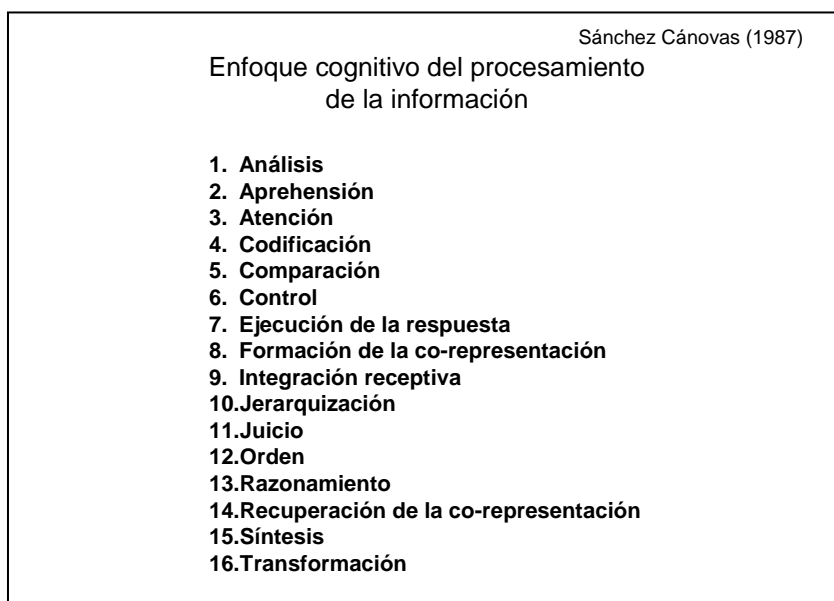 Sánchez Cánovas (1987)
Enfoque cognitivo del procesamiento
de la información
1. Análisis
2. Aprehensión
3. Atención
4. Codificación
5. Comparación
6. Control
7. Ejecución de la respuesta
8. Formación de la co-representación
9. Integración receptiva
10.Jerarquización
11.Juicio
12.Orden
13.Razonamiento
14.Recuperación de la co-representación
15.Síntesis
16.Transformación